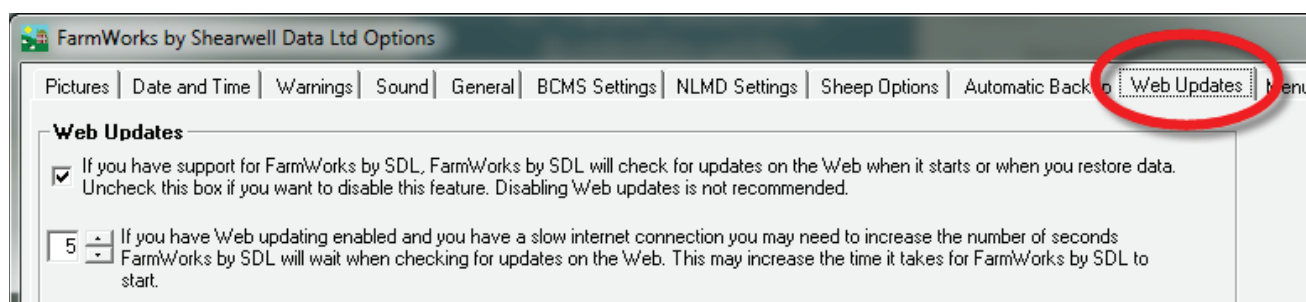 FarmWorks by Shearwell Data Ltd Options
Pictures Date and Time Warnings Sound General BCMS Settings NLMD Settings Sheep Options Automatic Backup Web Updates Menu
Web Updates
If you have support for FarmWorks by SDL, FarmWorks by SDL will check for updates on the Web when it starts or when you restore data.
Uncheck this box if you want to disable this feature. Disabling Web updates is not recommended.
If you have Web updating enabled and you have a slow internet connection you may need to increase the number of seconds
5 FarmWorks by SDL will wait when checking for updates on the Web. This may increase the time it takes for FarmWorks by SDL to
start.